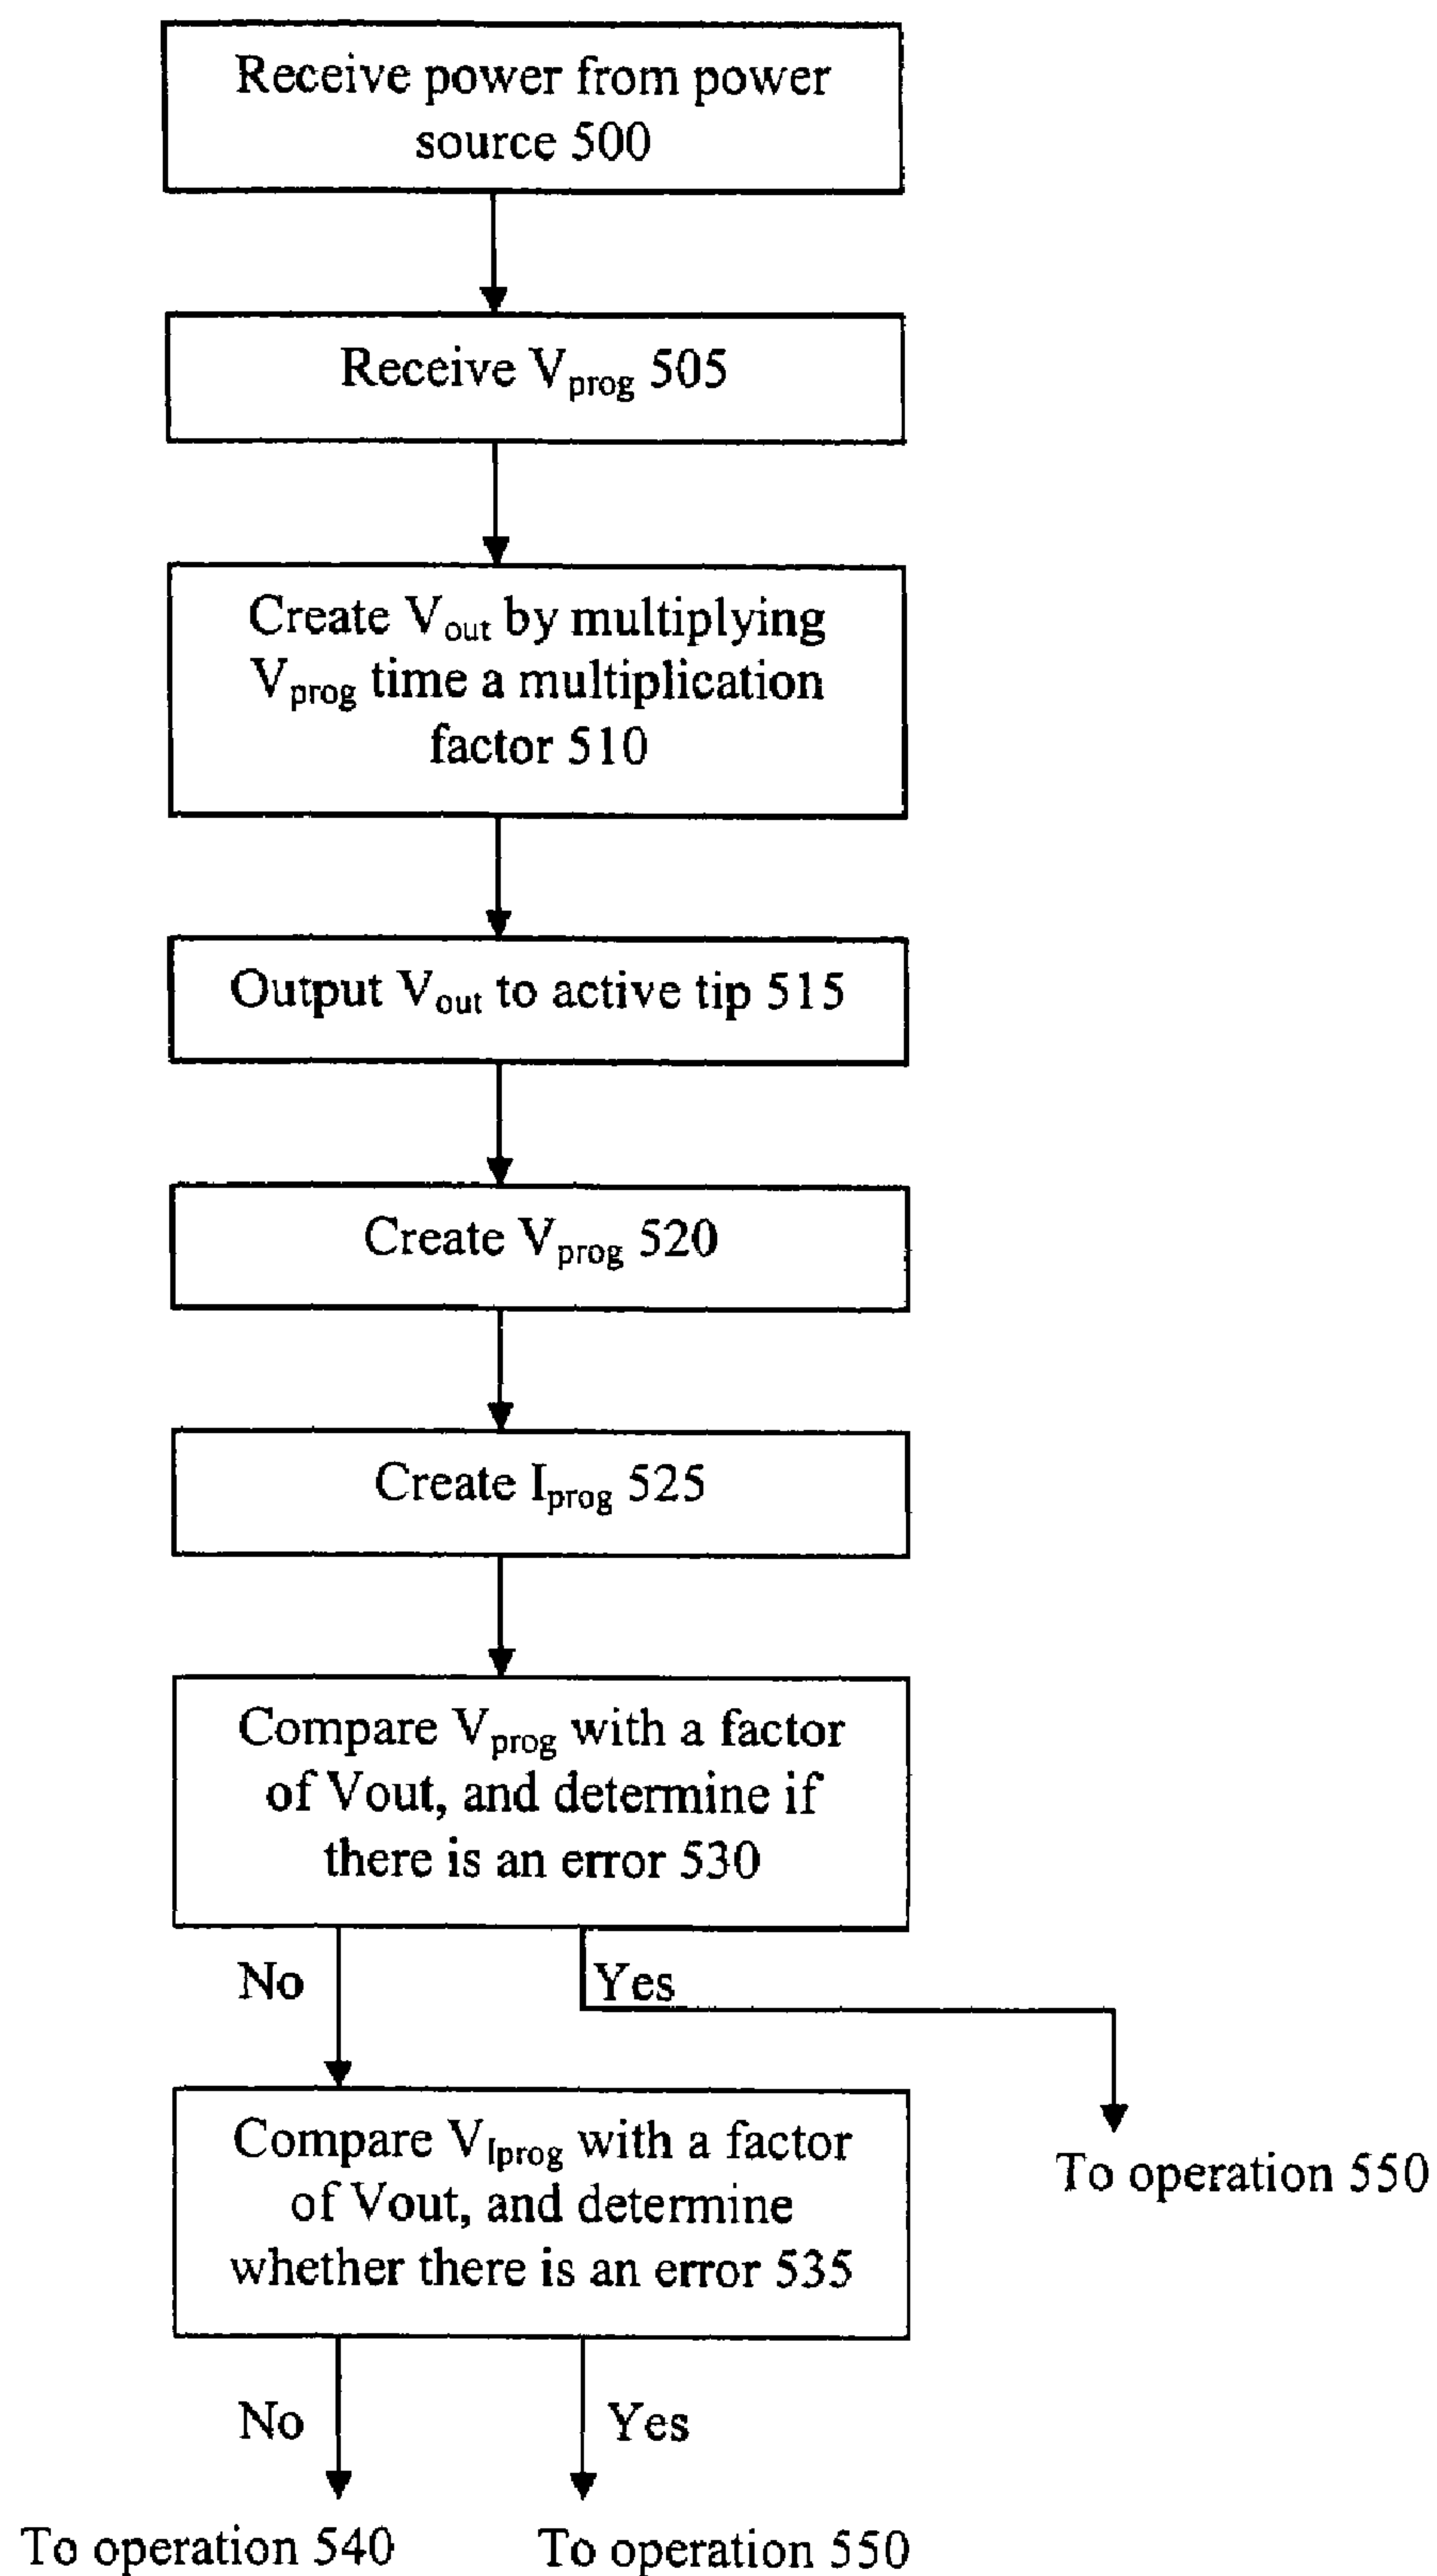 Receive power from power
source 500
Receive Vprog 505
Create Vout by multiplying
Vprog time a multiplication
factor 510
Output Vout to active tip 515
Create Vprog 520
Create Iprog 525
Compare Vprog with a factor
of Vout, and determine if
there is an error 530
No
Yes
Compare VIprog with a factor
of Vout, and determine
whether there is an error 535
To operation 550
No
Yes
To operation 540
To operation 550